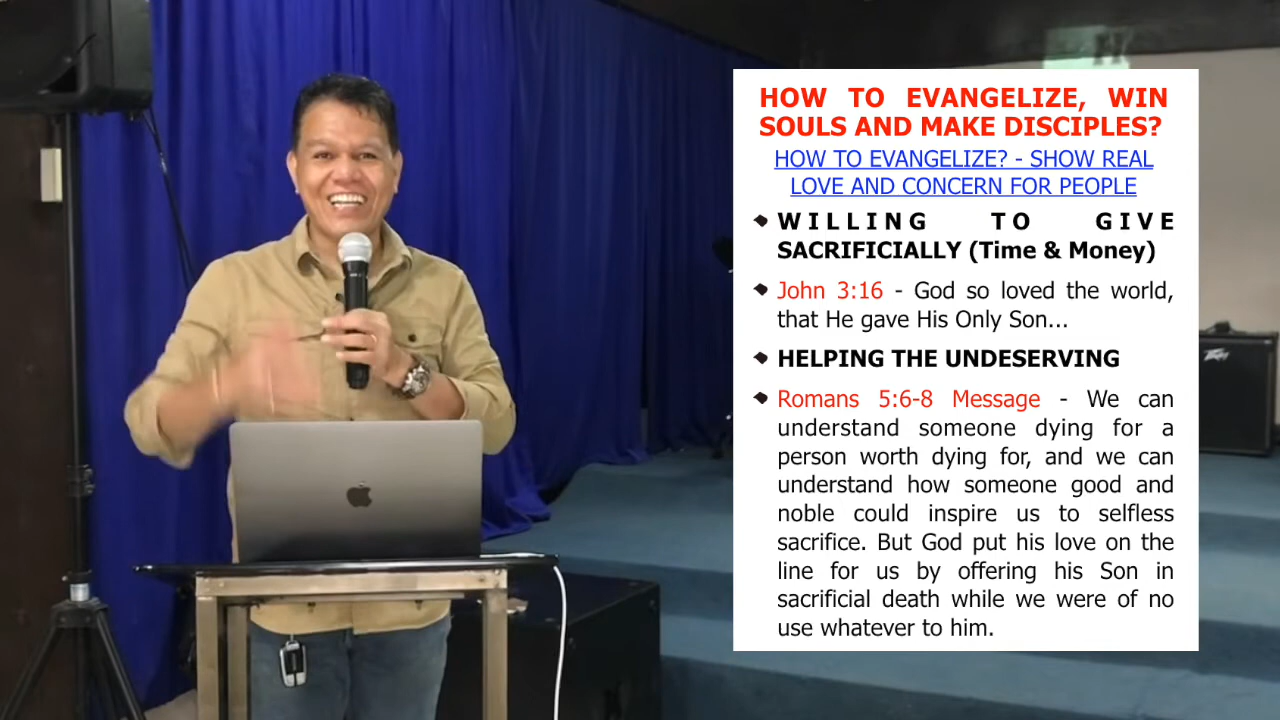 HOW TO EVANGELIZE, WIN
SOULS AND MAKE DISCIPLES?
HOW TO EVANGELIZE? - SHOW REAL
LOVE AND CONCERN FOR PEOPLE
WILLING TO GIVE
SACRIFICIALLY (Time & Money)
John 3:16 - God so loved the world,
that He gave His Only Son...
HELPING THE UNDESERVING
Romans 5:6-8 Message - We can
understand someone dying for a
person worth dying for, and we can
understand how someone good and
noble could inspire us to selfless
sacrifice. But God put his love on the
line for us by offering his Son in
sacrificial death while we were of no
use whatever to him.
PEAVEY